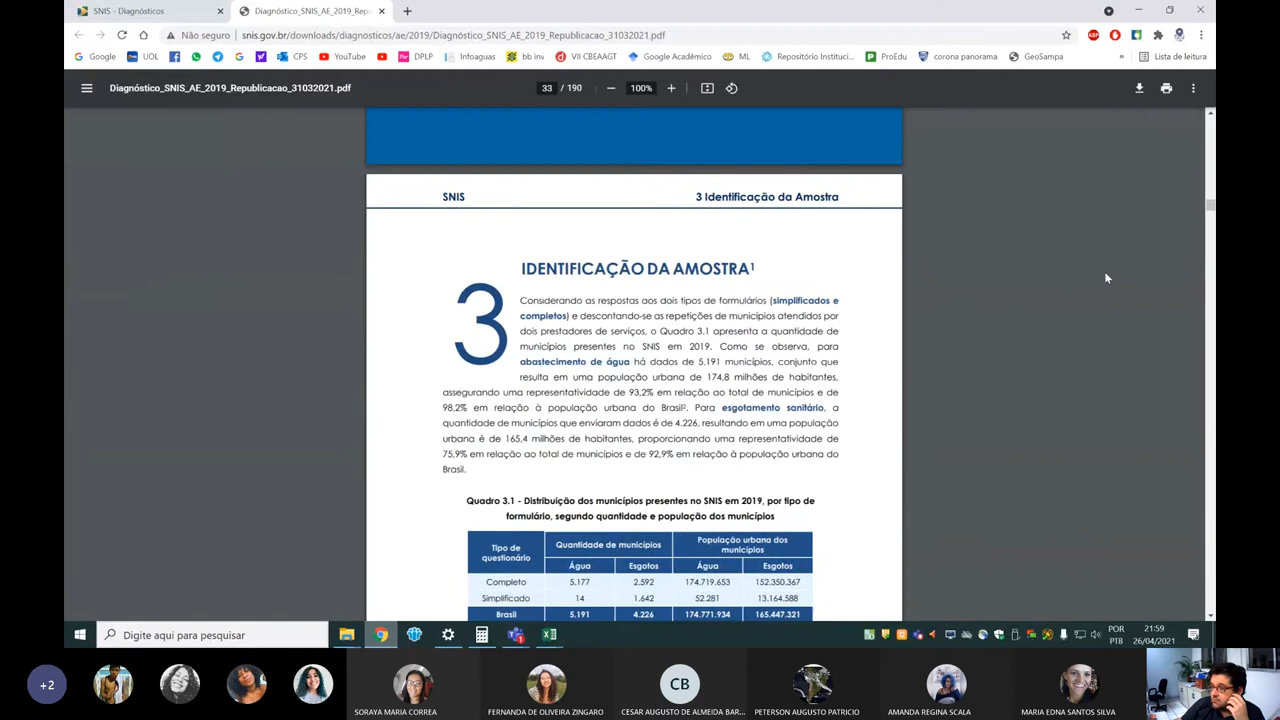 SNIS - Diagnósticos
Diagnóstico_SNIS_AE_2019_Repub
Não seguro
snis.gov.br/downloads/diagnosticos/ae/2019/Diagnóstico_SNIS_AE_2019_Republicacao_31032021.pdf
Google
UOL
CPS
YouTube
DPLP
Infoaguas
bb inv
VII CBEAAGT
Google Acadêmico
ML
Repositório Instituci...
ProEdu
corona panorama
GeoSampa
»
Lista de leitura
Diagnóstico_SNIS_AE_2019_Republicacao_31032021.pdf
33 / 190
100%
SNIS
3 Identificação da Amostra
IDENTIFICAÇÃO DA AMOSTRA¹
3
Considerando as respostas aos dois tipos de formulários (simplificados e
completos) e descontando-se as repetições de municípios atendidos por
dois prestadores de serviços, o Quadro 3.1 apresenta a quantidade de
municípios presentes no SNIS em 2019. Como se observa, para
abastecimento de água há dados de 5.191 municípios, conjunto que
resulta em uma população urbana de 174,8 milhões de habitantes,
assegurando uma representatividade de 93,2% em relação ao total de municípios e de
98,2% em relação à população urbana do Brasil². Para esgotamento sanitário, a
quantidade de municípios que enviaram dados é de 4.226, resultando em uma população
urbana é de 165,4 milhões de habitantes, proporcionando uma representatividade de
75,9% em relação ao total de municípios e de 92,9% em relação à população urbana do
Brasil.
Quadro 3.1 - Distribuição dos municípios presentes no SNIS em 2019, por tipo de
formulário, segundo quantidade e população dos municípios
Tipo de questionário
Quantidade de municípios
População urbana dos municípios
Água Esgotos Água Esgotos
Completo 5.177 2.592 174.719.653 152.350.367
Simplificado 14 1.642 52.281 13.164.588
Brasil 5.191 4.226 174.771.934 165.447.321
Digite aqui para pesquisar
POR
PTB
21:59
26/04/2021
+2
SORAYA MARIA CORREA
FERNANDA DE OLIVEIRA ZINGARO
CB
CESAR AUGUSTO DE ALMEIDA BAR...
PETERSON AUGUSTO PATRICIO
AMANDA REGINA SCALA
MARIA EDNA SANTOS SILVA